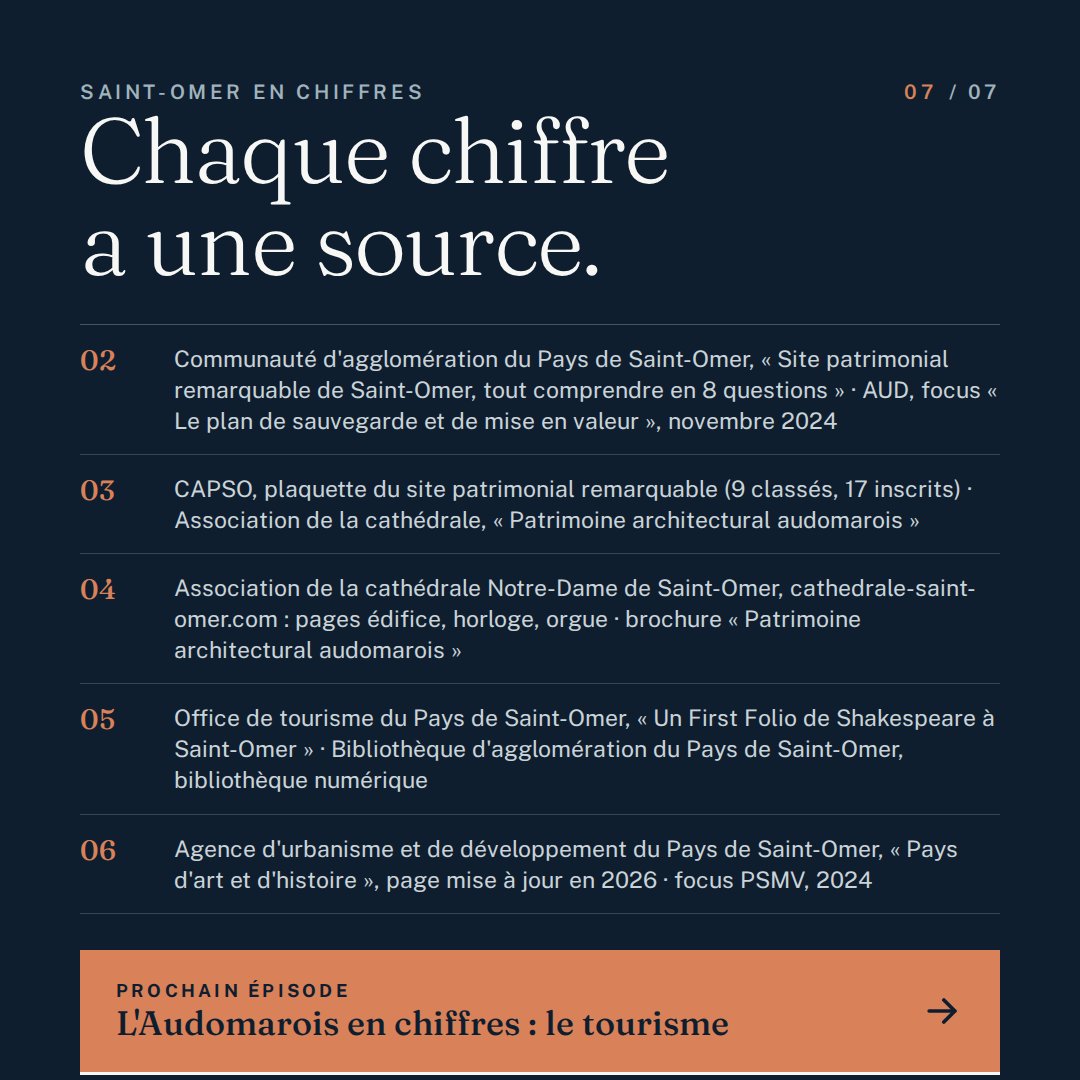 SAINT-OMER EN CHIFFRES
07 / 07
Chaque chiffre
a une source.
02
Communauté d'agglomération du Pays de Saint-Omer, « Site patrimonial
remarquable de Saint-Omer, tout comprendre en 8 questions » · AUD, focus «
Le plan de sauvegarde et de mise en valeur », novembre 2024
03
CAPSO, plaquette du site patrimonial remarquable (9 classés, 17 inscrits) ·
Association de la cathédrale, « Patrimoine architectural audomarois »
04
Association de la cathédrale Notre-Dame de Saint-Omer, cathedrale-saint-
omer.com : pages édifice, horloge, orgue · brochure « Patrimoine
architectural audomarois »
05
Office de tourisme du Pays de Saint-Omer, « Un First Folio de Shakespeare à
Saint-Omer » · Bibliothèque d'agglomération du Pays de Saint-Omer,
bibliothèque numérique
06
Agence d'urbanisme et de développement du Pays de Saint-Omer, « Pays
d'art et d'histoire », page mise à jour en 2026 · focus PSMV, 2024
PROCHAIN ÉPISODE
L'Audomarois en chiffres : le tourisme
→